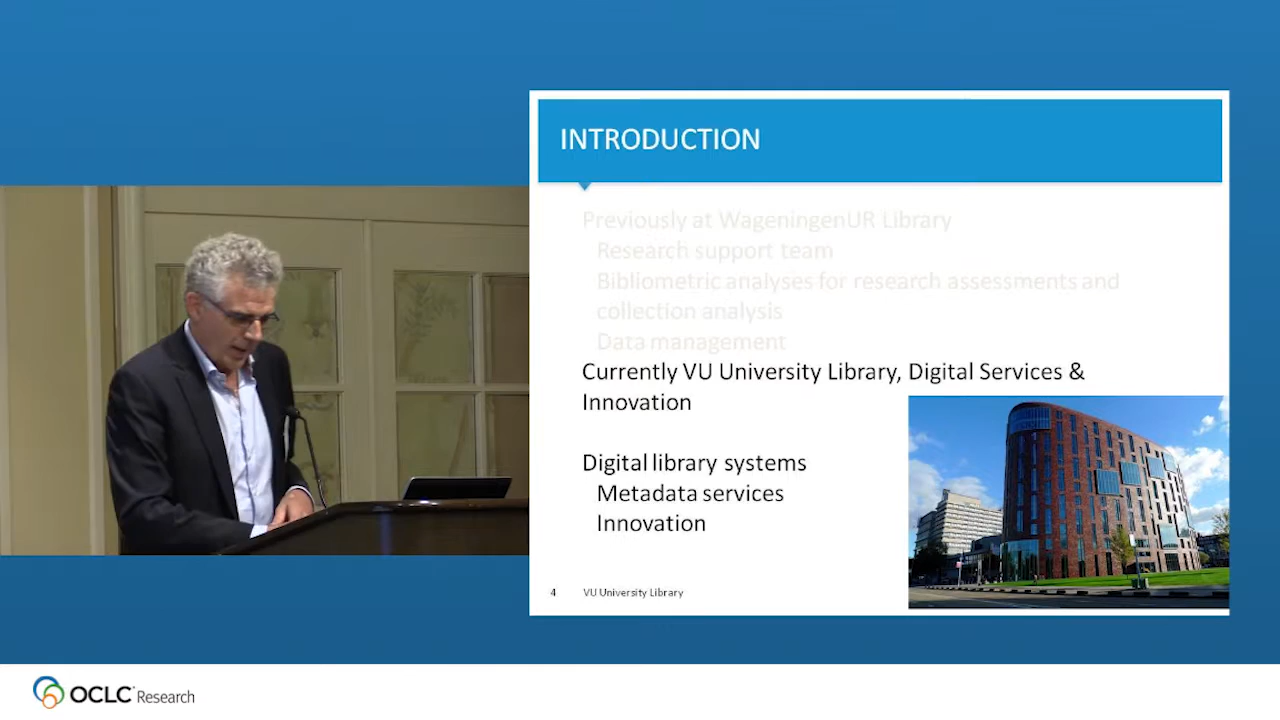 INTRODUCTION
Previously at WageningenUR Library
Research support team
Bibliometric analyses for research assessments and
collection analysis
Data management
Currently VU University Library, Digital Services &
Innovation
Digital library systems
Metadata services
Innovation
4 VU University Library
OCLC Research